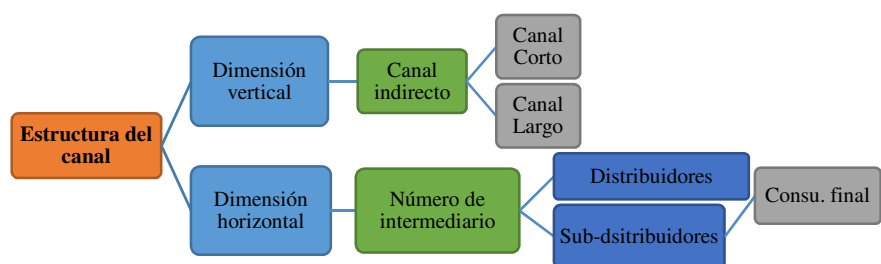 Estructura del
canal
Dimensión
vertical
Canal
indirecto
Canal
Corto
Canal
Largo
Dimensión
horizontal
Número de
intermediario
Distribuidores
Sub-dsitribuidores
Consu. final